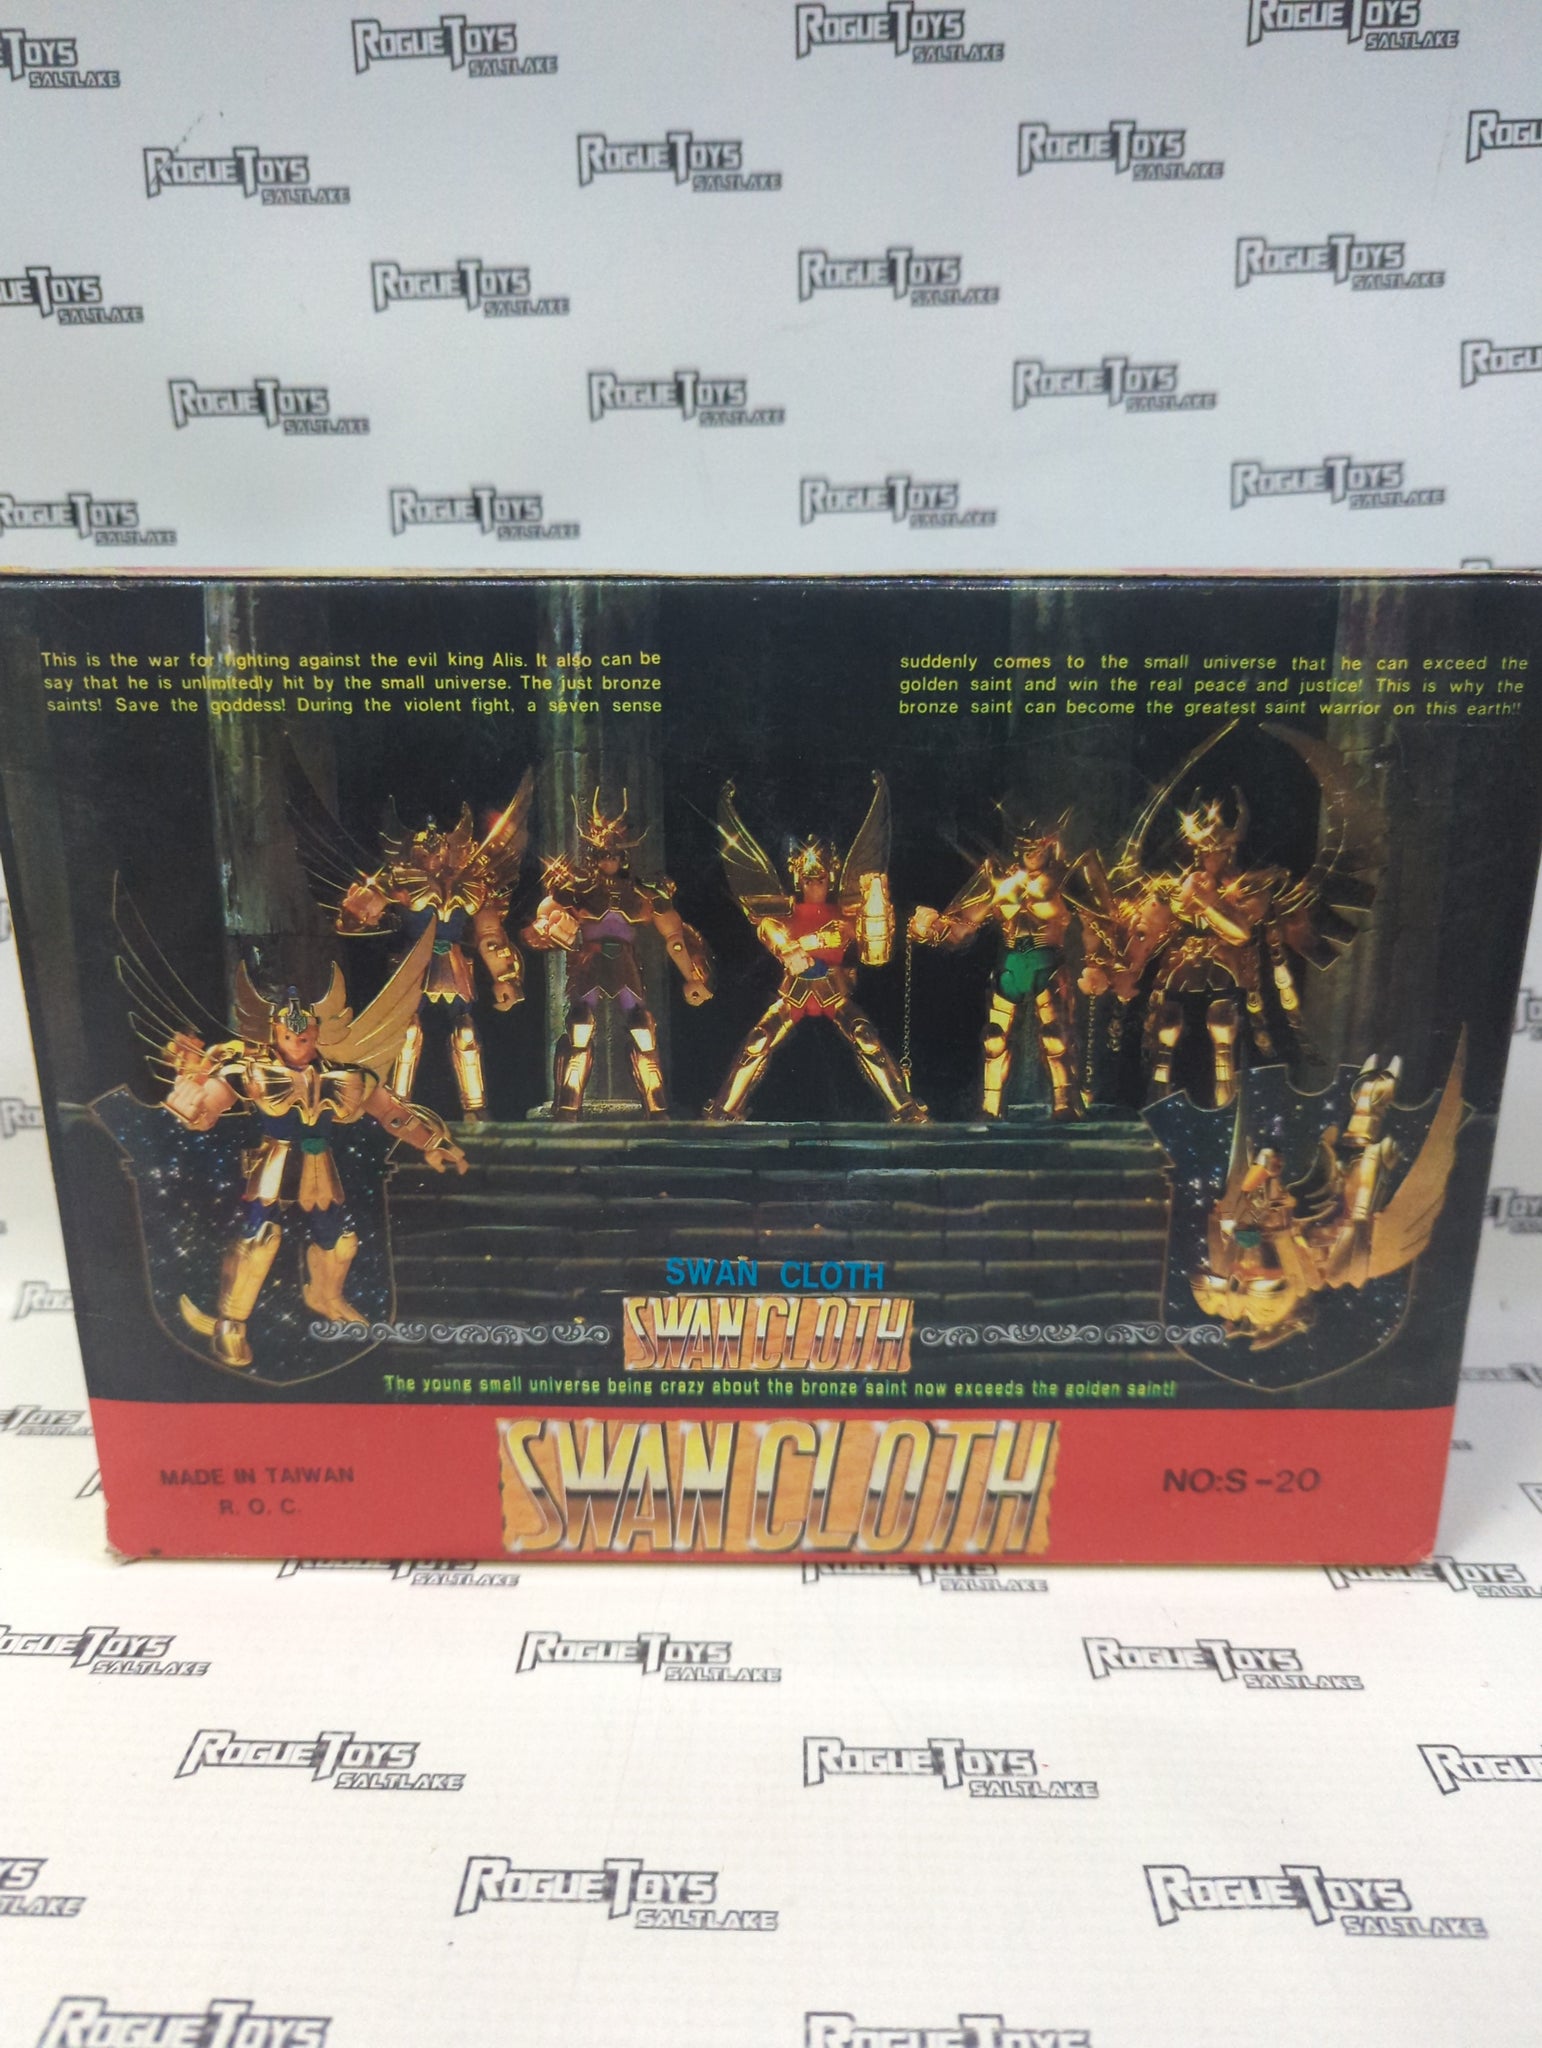 ROGUE TOYS
SALTLAKE
This is the war for fighting against the evil king Alis. It also can be
say that he is unlimitedly hit by the small universe. The just bronze
saints! Save the goddess! During the violent fight, a seven sense
suddenly comes to the small universe that he can exceed the
golden saint and win the real peace and justice! This is why the
bronze saint can become the greatest saint warrior on this earth!!
SWAN CLOTH
SWAN CLOTH
The young small universe being crazy about the bronze saint now exceeds the golden saint!
MADE IN TAIWAN
R. O. C.
SWAN CLOTH
NO:S-20